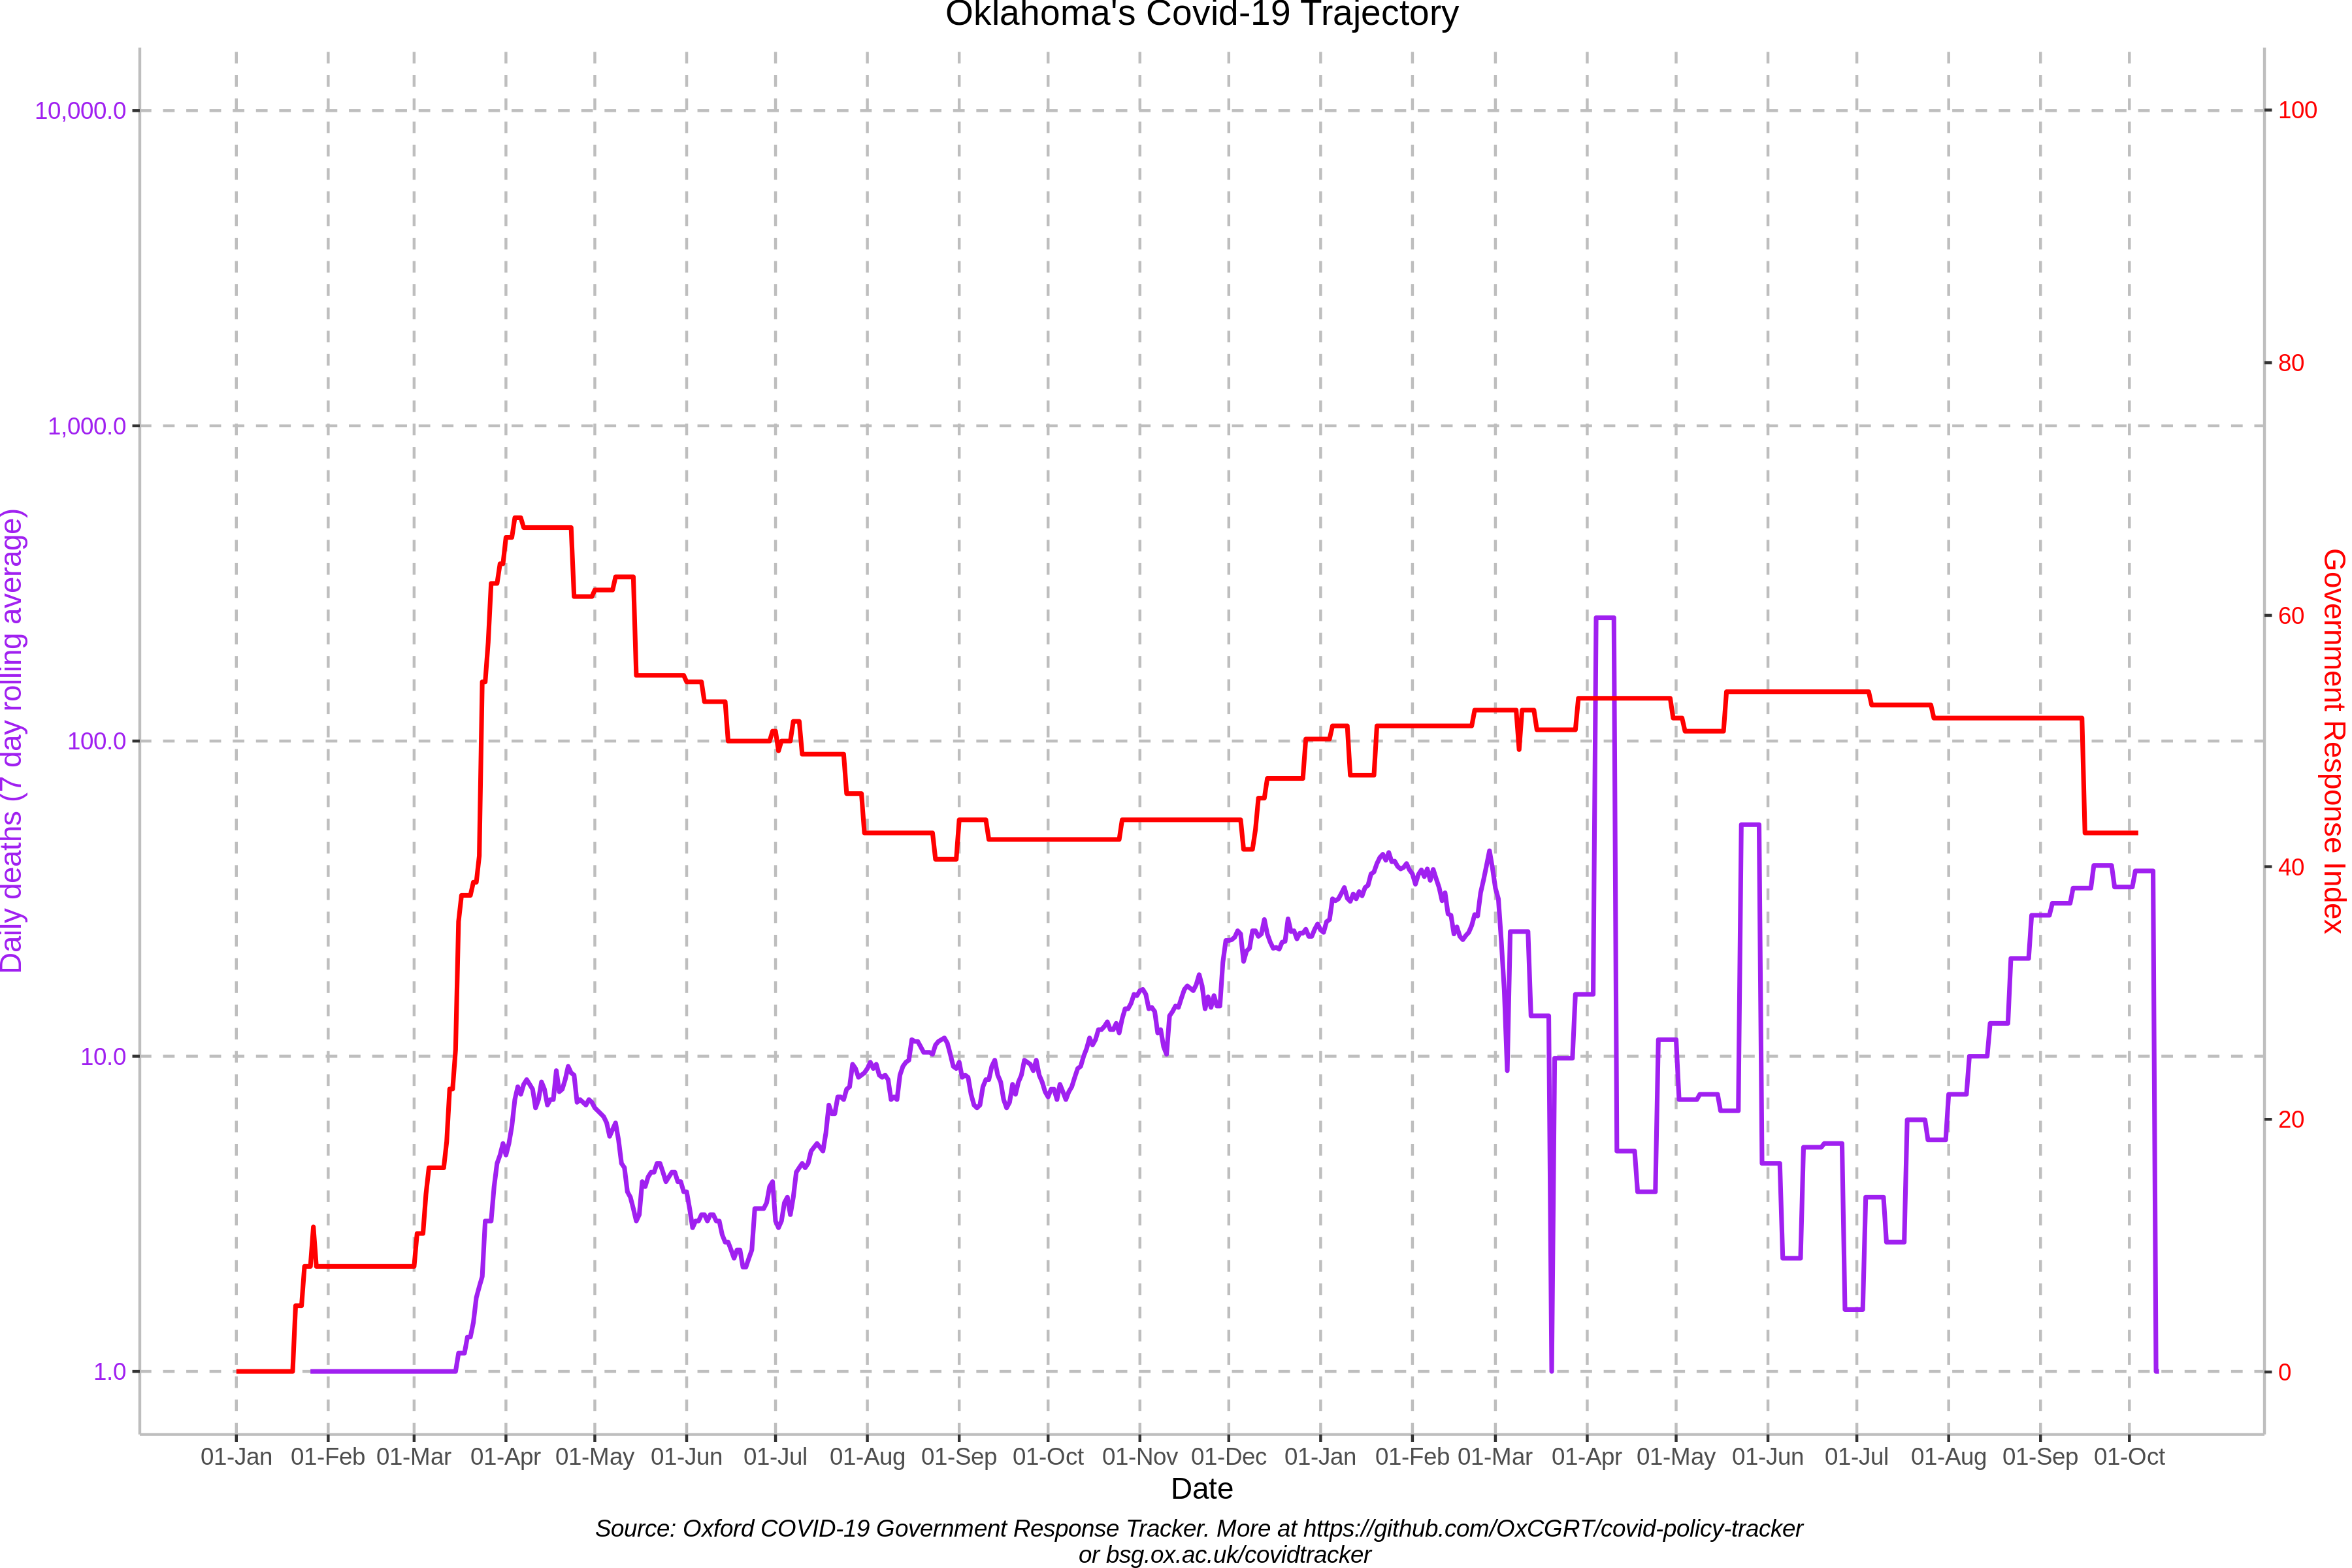 Oklahoma's Covid-19 Trajectory
10,000.0
1,000.0
100.0
10.0
1.0
Daily deaths (7 day rolling average)
100
80
60
40
20
0
Government Response Index
01-Jan 01-Feb 01-Mar 01-Apr 01-May 01-Jun 01-Jul 01-Aug 01-Sep 01-Oct 01-Nov 01-Dec 01-Jan 01-Feb 01-Mar 01-Apr 01-May 01-Jun 01-Jul 01-Aug 01-Sep 01-Oct
Date
Source: Oxford COVID-19 Government Response Tracker. More at https://github.com/OxCGRT/covid-policy-tracker
or bsg.ox.ac.uk/covidtracker